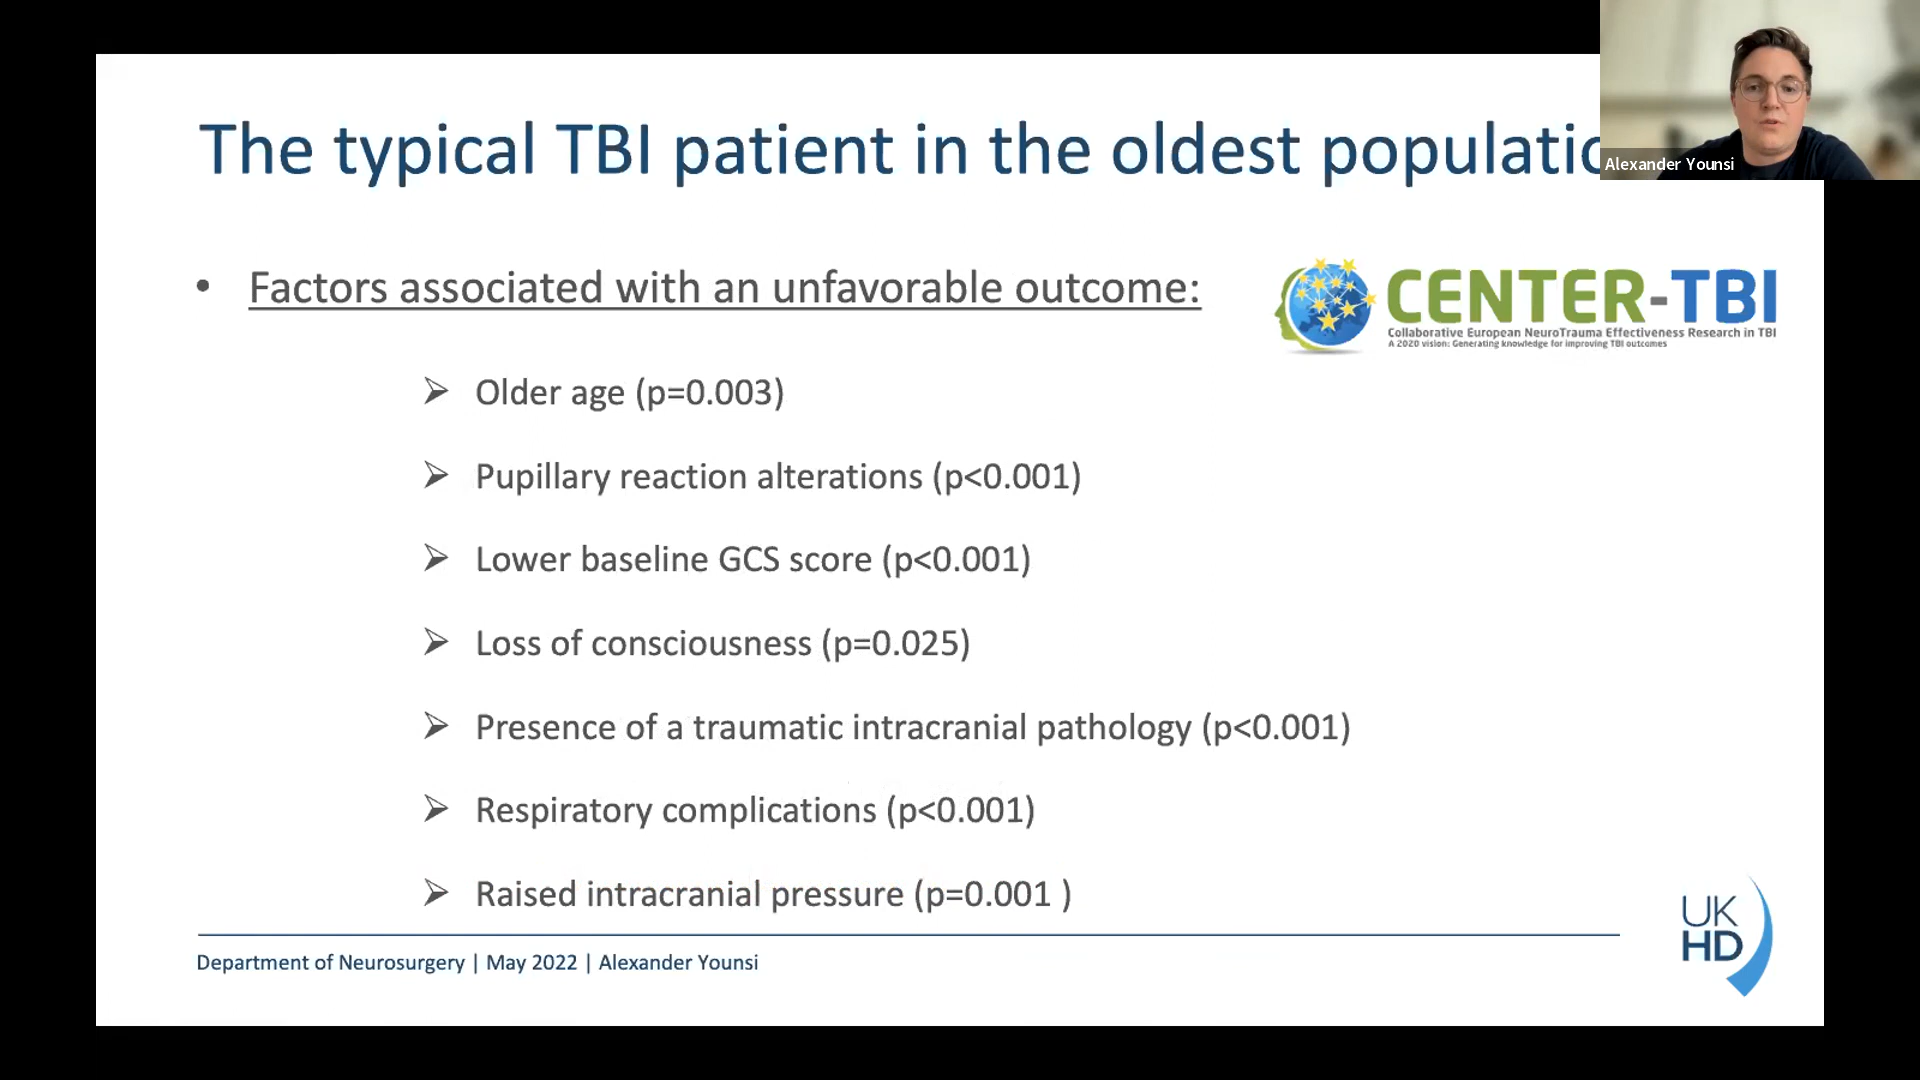 The typical TBI patient in the oldest populatio
Alexander Younsi
• Factors associated with an unfavorable outcome:
CENTER-TBI
Collaborative European NeuroTrauma Effectiveness Research in TBI
A 2020 vision: Generating knowledge for improving TBI outcomes
➢ Older age (p=0.003)
➢ Pupillary reaction alterations (p<0.001)
➢ Lower baseline GCS score (p<0.001)
➢ Loss of consciousness (p=0.025)
➢ Presence of a traumatic intracranial pathology (p<0.001)
➢ Respiratory complications (p<0.001)
➢ Raised intracranial pressure (p=0.001 )
Department of Neurosurgery | May 2022 | Alexander Younsi
UK
HD